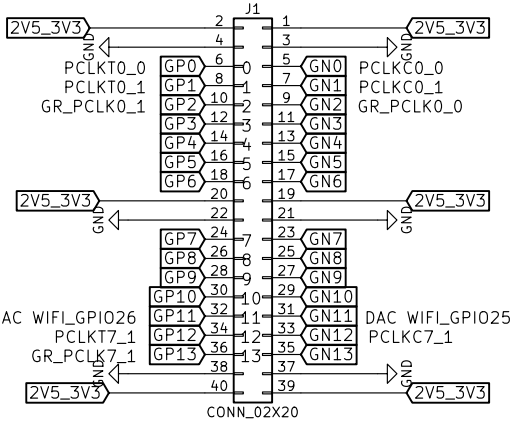 J1
2V5_3V3 2 1 2V5_3V3
GND 4 3 GND
GP0 6 0 5 GN0
PCLKT0_0 PCLKC0_0
GP1 8 1 7 GN1
PCLKT0_1 PCLKC0_1
GP2 10 2 9 GN2
GR_PCLK0_1 GR_PCLK0_0
GP3 12 3 11 GN3
GP4 14 4 13 GN4
GP5 16 5 15 GN5
GP6 18 6 17 GN6
2V5_3V3 20 19 2V5_3V3
GND 22 21 GND
GP7 24 7 23 GN7
GP8 26 8 25 GN8
GP9 28 9 27 GN9
GP10 30 10 29 GN10
AC WIFI_GPIO26 GP11 32 11 31 GN11 DAC WIFI_GPIO25
PCLKT7_1 GP12 34 12 33 GN12 PCLKC7_1
GR_PCLK7_1 GP13 36 13 35 GN13
GND 38 37 GND
2V5_3V3 40 39 2V5_3V3
CONN_02X20